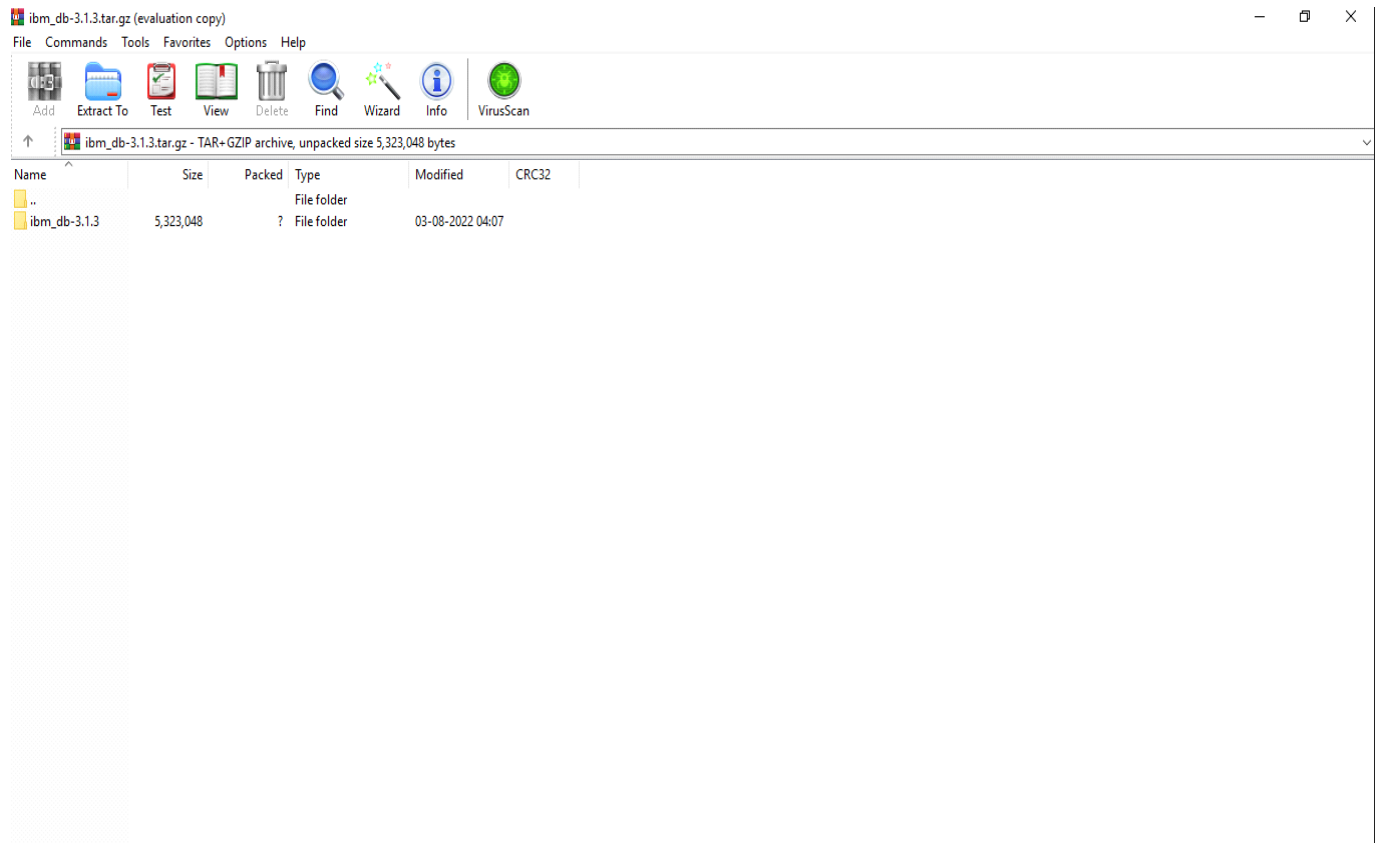 ibm_db-3.1.3.tar.gz (evaluation copy)
File Commands Tools Favorites Options Help
Add Extract To Test View Delete Find Wizard Info VirusScan
ibm_db-3.1.3.tar.gz - TAR+GZIP archive, unpacked size 5,323,048 bytes
Name Size Packed Type Modified CRC32
.. File folder
ibm_db-3.1.3 5,323,048 ? File folder 03-08-2022 04:07